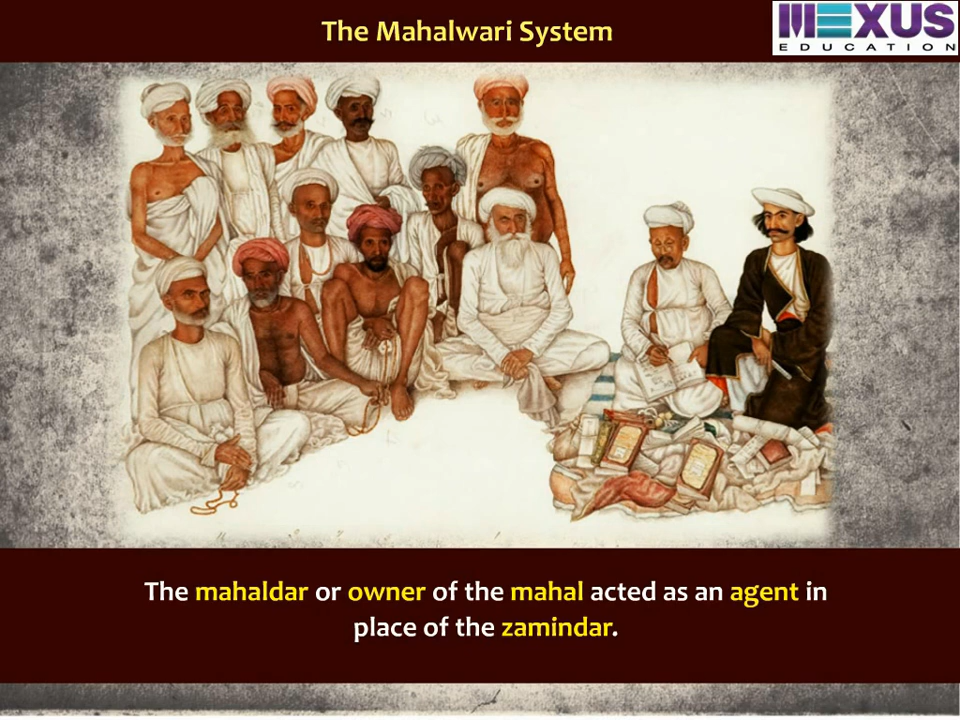 The Mahalwari System
MEXUS
EDUCATION
The mahaldar or owner of the mahal acted as an agent in
place of the zamindar.